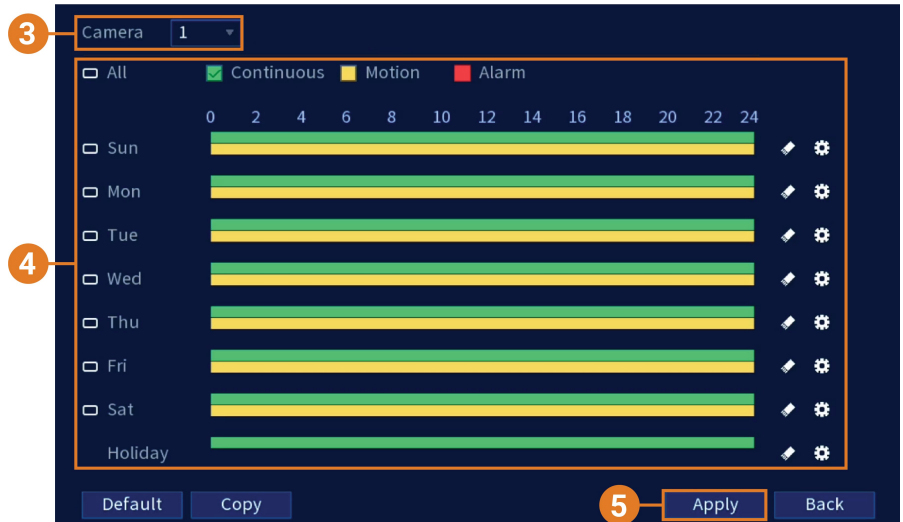 3 Camera 1
All Continuous Motion Alarm
0 2 4 6 8 10 12 14 16 18 20 22 24
Sun
Mon
Tue
4 Wed
Thu
Fri
Sat
Holiday
Default Copy 5 Apply Back